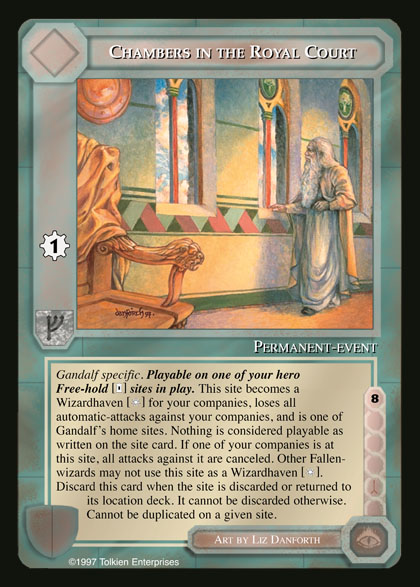 Chambers in the Royal Court
danforth 97.
1
Permanent-event
Gandalf specific. Playable on one of your hero
Free-hold [] sites in play. This site becomes a
Wizardhaven [] for your companies, loses all
automatic-attacks against your companies, and is one of
Gandalf's home sites. Nothing is considered playable as
written on the site card. If one of your companies is at
this site, all attacks against it are canceled. Other Fallen-
wizards may not use this site as a Wizardhaven [].
Discard this card when the site is discarded or returned to
its location deck. It cannot be discarded otherwise.
Cannot be duplicated on a given site.
8
Art by Liz Danforth
©1997 Tolkien Enterprises